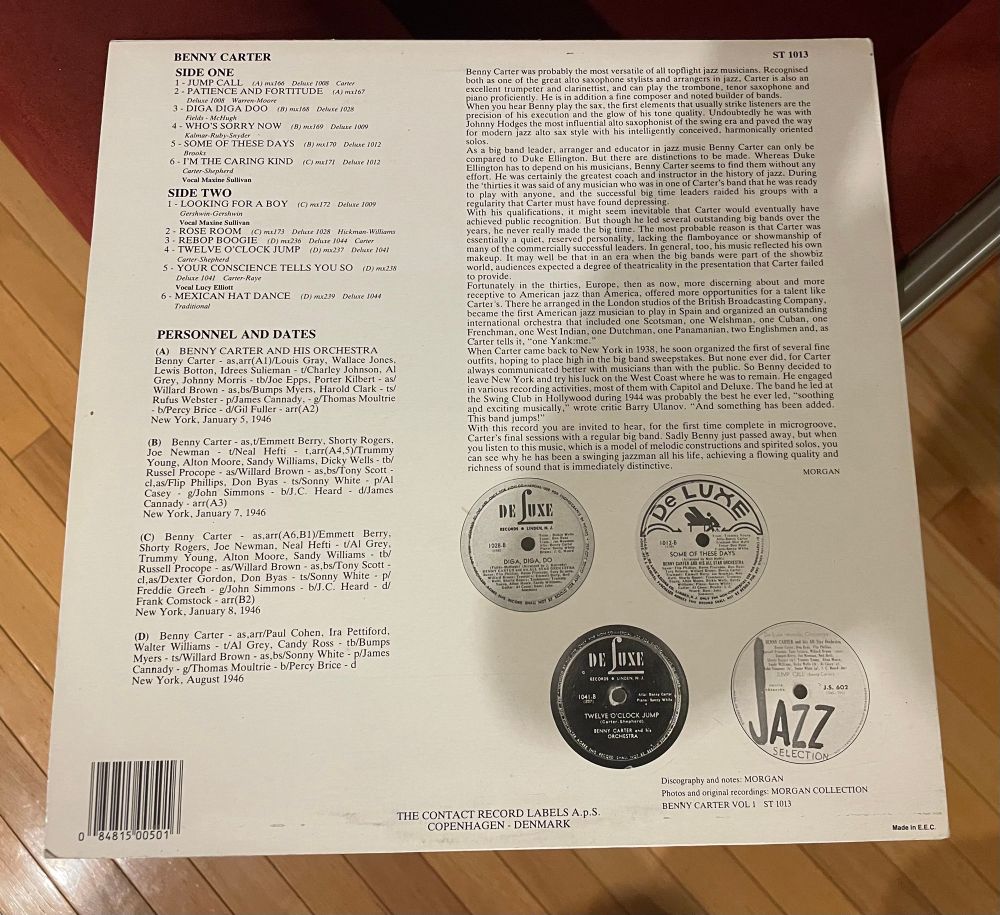 BENNY CARTER
SIDE ONE
1 - JUMP CALL (A) mx166 Deluxe 1008 Carter
2 - PATIENCE AND FORTITUDE (A) mx167
Deluxe 1008 Warren-Moore
3 - DIGA DIGA DOO (B) mx168 Deluxe 1028
Fields - McHugh
4 - WHO'S SORRY NOW (B) mx169 Deluxe 1009
Kalmar-Ruby-Snyder
5 - SOME OF THESE DAYS (B) mx170 Deluxe 1012
Brooks
6 - I'M THE CARING KIND (C) mx171 Deluxe 1012
Carter-Shepherd
Vocal Maxine Sullivan
SIDE TWO
1 - LOOKING FOR A BOY (C) mx172 Deluxe 1009
Gershwin-Gershwin
Vocal Maxine Sullivan
2 - ROSE ROOM (C) mx173 Deluxe 1028 Hickman-Williams
3 - REBOP BOOGIE (D) mx236 Deluxe 1044 Carter
4 - TWELVE O'CLOCK JUMP (D) mx237 Deluxe 1041
Carter-Shepherd
5 - YOUR CONSCIENCE TELLS YOU SO (D) mx238
Deluxe 1041 Carter-Raye
Vocal Lucy Elliott
6 - MEXICAN HAT DANCE (D) mx239 Deluxe 1044
Traditional
PERSONNEL AND DATES
(A) BENNY CARTER AND HIS ORCHESTRA
Benny Carter - as,arr(A1)/Louis Gray, Wallace Jones,
Lewis Botton, Idrees Sulieman - t/Charley Johnson, Al
Grey, Johnny Morris - tb/Joe Epps, Porter Kilbert - as/
Willard Brown - as,bs/Bumps Myers, Harold Clark - ts/
Rufus Webster - p/James Cannady, - g/Thomas Moultrie
- b/Percy Brice - d/Gil Fuller - arr(A2)
New York, January 5, 1946
(B) Benny Carter - as,t/Emmett Berry, Shorty Rogers,
Joe Newman - t/Neal Hefti - t,arr(A4,5)/Trummy
Young, Alton Moore, Sandy Williams, Dicky Wells - tb/
Russel Procope - as/Willard Brown - as,bs/Tony Scott -
cl,as/Flip Phillips, Don Byas - ts/Sonny White - p/Al
Casey - g/John Simmons - b/J.C. Heard - d/James
Cannady - arr(A3)
New York, January 7, 1946
(C) Benny Carter - as,arr(A6,B1)/Emmett Berry,
Shorty Rogers, Joe Newman, Neal Hefti - t/Al Grey,
Trummy Young, Alton Moore, Sandy Williams - tb/
Russell Procope - as/Willard Brown - as,bs/Tony Scott -
cl,as/Dexter Gordon, Don Byas - ts/Sonny White - p/
Freddie Green - g/John Simmons - b/J.C. Heard - d/
Frank Comstock - arr(B2)
New York, January 8, 1946
(D) Benny Carter - as,arr/Paul Cohen, Ira Pettiford,
Walter Williams - t/Al Grey, Candy Ross - tb/Bumps
Myers - ts/Willard Brown - as,bs/Sonny White - p/James
Cannady - g/Thomas Moultrie - b/Percy Brice - d
New York, August 1946
0 84815 00501
ST 1013
Benny Carter was probably the most versatile of all topflight jazz musicians. Recognised
both as one of the great alto saxophone stylists and arrangers in jazz, Carter is also an
excellent trumpeter and clarinettist, and can play the trombone, tenor saxophone and
piano proficiently. He is in addition a fine composer and noted builder of bands.
When you hear Benny play the sax, the first elements that usually strike listeners are the
precision of his execution and the glow of his tone quality. Undoubtedly he was with
Johnny Hodges the most influential alto saxophonist of the swing era and paved the way
for modern jazz alto sax style with his intelligently conceived, harmonically oriented
solos.
As a big band leader, arranger and educator in jazz music Benny Carter can only be
compared to Duke Ellington. But there are distinctions to be made. Whereas Duke
Ellington has to depend on his musicians, Benny Carter seems to find them without any
effort. He was certainly the greatest coach and instructor in the history of jazz. During
the 'thirties it was said of any musician who was in one of Carter's band that he was ready
to play with anyone, and the successful big time leaders raided his groups with a
regularity that Carter must have found depressing.
With his qualifications, it might seem inevitable that Carter would eventually have
achieved public recognition. But though he led several outstanding big bands over the
years, he never really made the big time. The most probable reason is that Carter was
essentially a quiet, reserved personality, lacking the flamboyance or showmanship of
many of the commercially successful leaders. In general, too, his music reflected his own
makeup. It may well be that in an era when the big bands were part of the showbiz
world, audiences expected a degree of theatricality in the presentation that Carter failed
to provide.
Fortunately in the thirties, Europe, then as now, more discerning about and more
receptive to American jazz than America, offered more opportunities for a talent like
Carter's. There he arranged in the London studios of the British Broadcasting Company,
became the first American jazz musician to play in Spain and organized an outstanding
international orchestra that included one Scotsman, one Welshman, one Cuban, one
Frenchman, one West Indian, one Dutchman, one Panamanian, two Englishmen and, as
Carter tells it, "one Yank:me."
When Carter came back to New York in 1938, he soon organized the first of several fine
outfits, hoping to place high in the big band sweepstakes. But none ever did, for Carter
always communicated better with musicians than with the public. So Benny decided to
leave New York and try his luck on the West Coast where he was to remain. He engaged
in various recording activities, most of them with Capitol and Deluxe. The band he led at
the Swing Club in Hollywood during 1944 was probably the best he ever led, "soothing
and exciting musically," wrote critic Barry Ulanov. "And something has been added.
This band jumps!"
With this record you are invited to hear, for the first time complete in microgroove,
Carter's final sessions with a regular big band. Sadly Benny just passed away, but when
you listen to this music, which is a model of melodic constructions and spirited solos, you
can see why he has been a swinging jazzman all his life, achieving a flowing quality and
richness of sound that is immediately distinctive.
MORGAN
DE LUXE
RECORDS • LINDEN, N. J.
1028-B
DIGA, DIGA, DO
De LUXE
1012-B
SOME OF THESE DAYS
BENNY CARTER AND HIS ALL STAR ORCHESTRA
DE LUXE
RECORDS • LINDEN, N. J.
1041-B
Alto: Benny Carter
Piano: Sonny White
TWELVE O'CLOCK JUMP
(Carter-Shepherd)
BENNY CARTER and his
ORCHESTRA
JUMP CALL
J.S. 602
JAZZ
SELECTION
Discography and notes: MORGAN
Photos and original recordings: MORGAN COLLECTION
BENNY CARTER VOL 1 ST 1013
THE CONTACT RECORD LABELS A.p.S.
COPENHAGEN - DENMARK
Made in E.E.C.